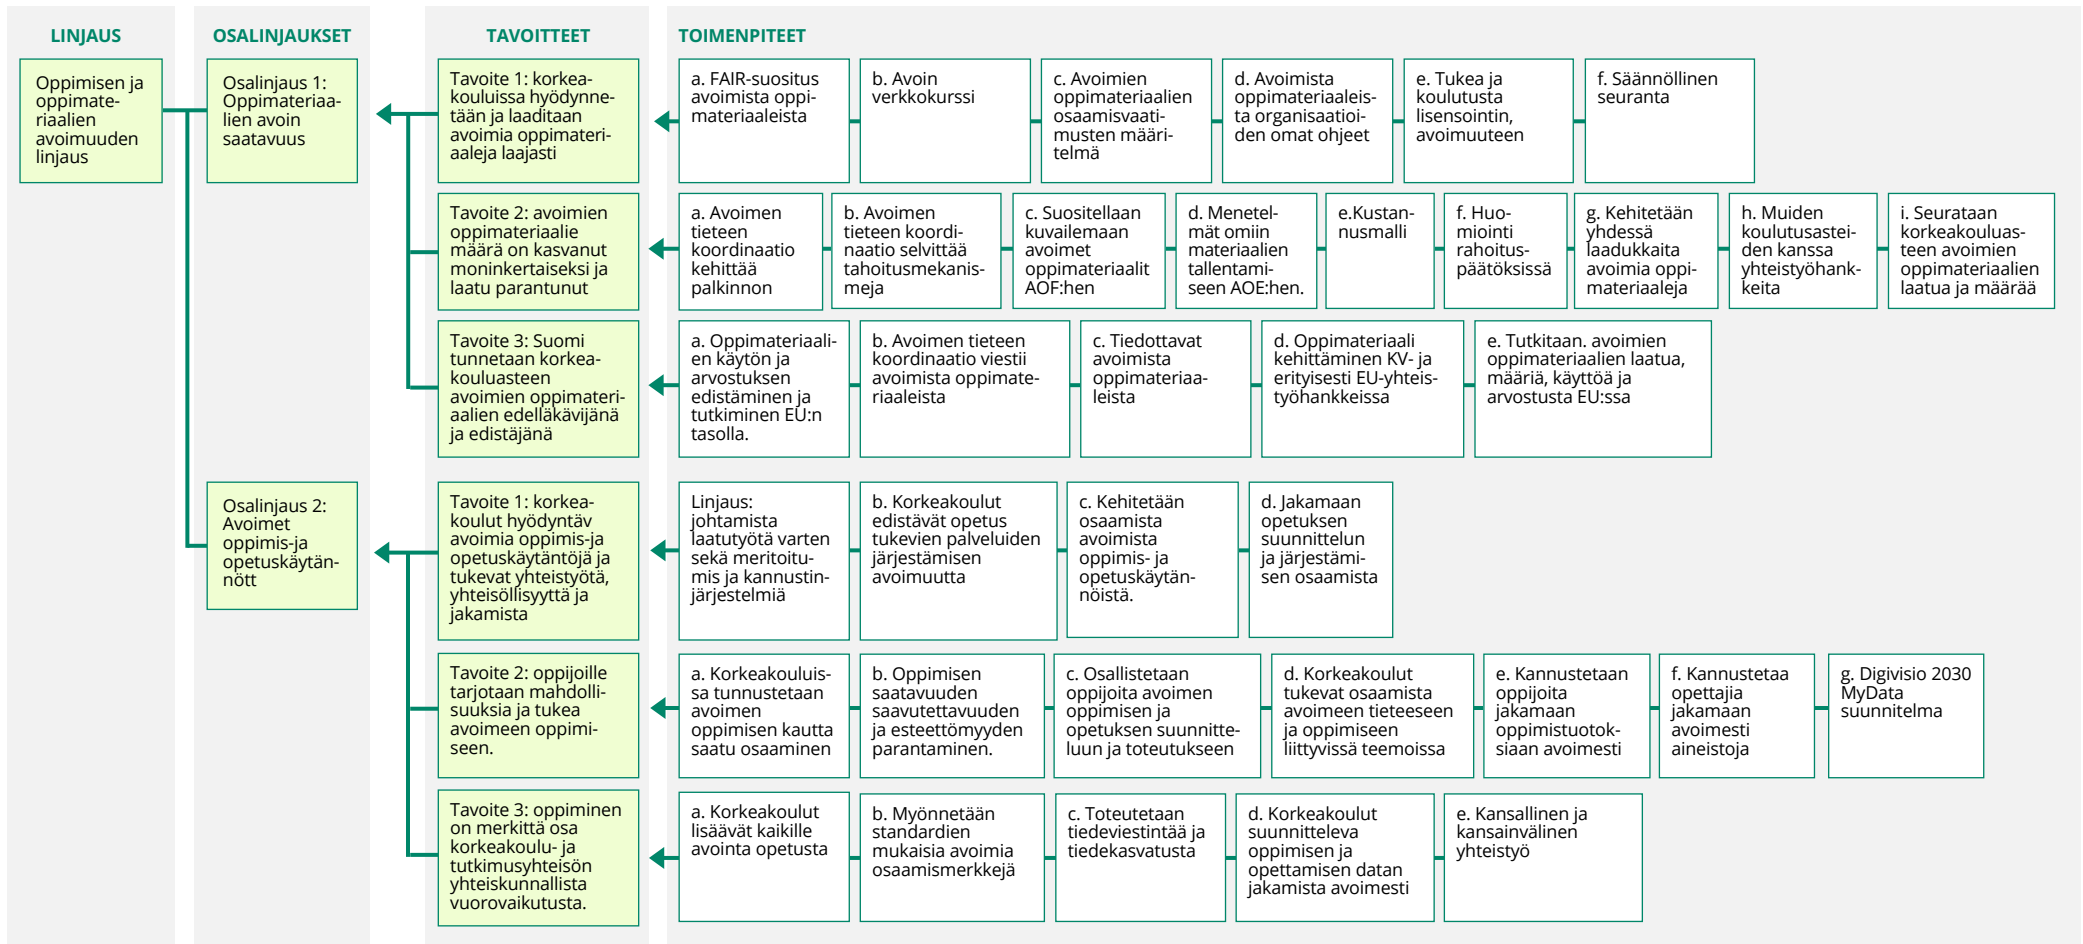 LINJAUS
OSALINJAUKSET
TAVOITTEET
TOIMENPITEET
Oppimisen ja
oppimate-
riaalien
avoimuuden
linjaus
Osalinjaus 1:
Oppimateriaa-
lien avoin
saatavuus
Tavoite 1: korkea-
kouluissa hyödynne-
tään ja laaditaan
avoimia oppimateri-
aaleja laajasti
a. FAIR-suositus
avoimista oppi-
materiaaleista
b. Avoin
verkkokurssi
c. Avoimien
oppimateriaalien
osaamisvaati-
musten määri-
telmä
d. Avoimista
oppimateriaaleis-
ta organisaatioi-
den omat ohjeet
e. Tukea ja
koulutusta
lisensointin,
avoimuuteen
f. Säännöllinen
seuranta
Tavoite 2: avoimien
oppimateriaalie
määrä on kasvanut
moninkertaiseksi ja
laatu parantunut
a. Avoimen
tieteen
koordinaatio
kehittää
palkinnon
b. Avoimen
tieteen koordi-
naatio selvittää
tahoitusmekanis-
meja
c. Suositellaan
kuvailemaan
avoimet
oppimateriaalit
AOF:hen
d. Menetel-
mät omiin
materiaalien
tallentami-
seen AOE:hen.
e.Kustan-
nusmalli
f. Huo-
miointi
rahoitus-
päätöksissä
g. Kehitetään
yhdessä
laadukkaita
avoimia oppi-
materiaaleja
h. Muiden
koulutusastei-
den kanssa
yhteistyöhank-
keita
i. Seurataan
korkeakouluas-
teen avoimien
oppimateriaalien
laatua ja määrää
Tavoite 3: Suomi
tunnetaan korkea-
kouluasteen
avoimien oppimateri-
aalien edelläkävijänä
ja edistäjänä
a. Oppimateriaali-
en käytön ja
arvostuksen
edistäminen ja
tutkiminen EU:n
tasolla.
b. Avoimen tieteen
koordinaatio viestii
avoimista oppimate-
riaaleista
c. Tiedottavat
avoimista
oppimateriaa-
leista
d. Oppimateriaali
kehittäminen KV- ja
erityisesti EU-yhteis-
työhankkeissa
e. Tutkitaan. avoimien
oppimateriaalien laatua,
määriä, käyttöä ja
arvostusta EU:ssa
Osalinjaus 2:
Avoimet
oppimis-ja
opetuskäytän-
nött
Tavoite 1: korkea-
koulut hyödyntäv
avoimia oppimis-ja
opetuskäytäntöjä ja
tukevat yhteistyötä,
yhteisöllisyyttä ja
jakamista
Linjaus:
johtamista
laatutyötä varten
sekä meritoitu-
mis ja kannustin-
järjestelmiä
b. Korkeakoulut
edistävät opetus
tukevien palveluiden
järjestämisen
avoimuutta
c. Kehitetään
osaamista
avoimista
oppimis- ja
opetuskäytän-
nöistä.
d. Jakamaan
opetuksen
suunnittelun
ja järjestämi-
sen osaamista
Tavoite 2: oppijoille
tarjotaan mahdolli-
suuksia ja tukea
avoimeen oppimi-
seen.
a. Korkeakouluis-
sa tunnustetaan
avoimen
oppimisen kautta
saatu osaaminen
b. Oppimisen
saatavuuden
saavutettavuuden
ja esteettömyyden
parantaminen.
c. Osallistetaan
oppijoita avoimen
oppimisen ja
opetuksen suunnitte-
luun ja toteutukseen
d. Korkeakoulut
tukevat osaamista
avoimeen tieteeseen
ja oppimiseen
liittyvissä teemoissa
e. Kannustetaan
oppijoita
jakamaan
oppimistuotok-
siaan avoimesti
f. Kannustetaa
opettajia
jakamaan
avoimesti
aineistoja
g. Digivisio 2030
MyData
suunnitelma
Tavoite 3: oppiminen
on merkittä osa
korkeakoulu- ja
tutkimusyhteisön
yhteiskunnallista
vuorovaikutusta.
a. Korkeakoulut
lisäävät kaikille
avointa opetusta
b. Myönnetään
standardien
mukaisia avoimia
osaamismerkkejä
c. Toteutetaan
tiedeviestintää ja
tiedekasvatusta
d. Korkeakoulut
suunnitteleva
oppimisen ja
opettamisen datan
jakamista avoimesti
e. Kansallinen ja
kansainvälinen
yhteistyö